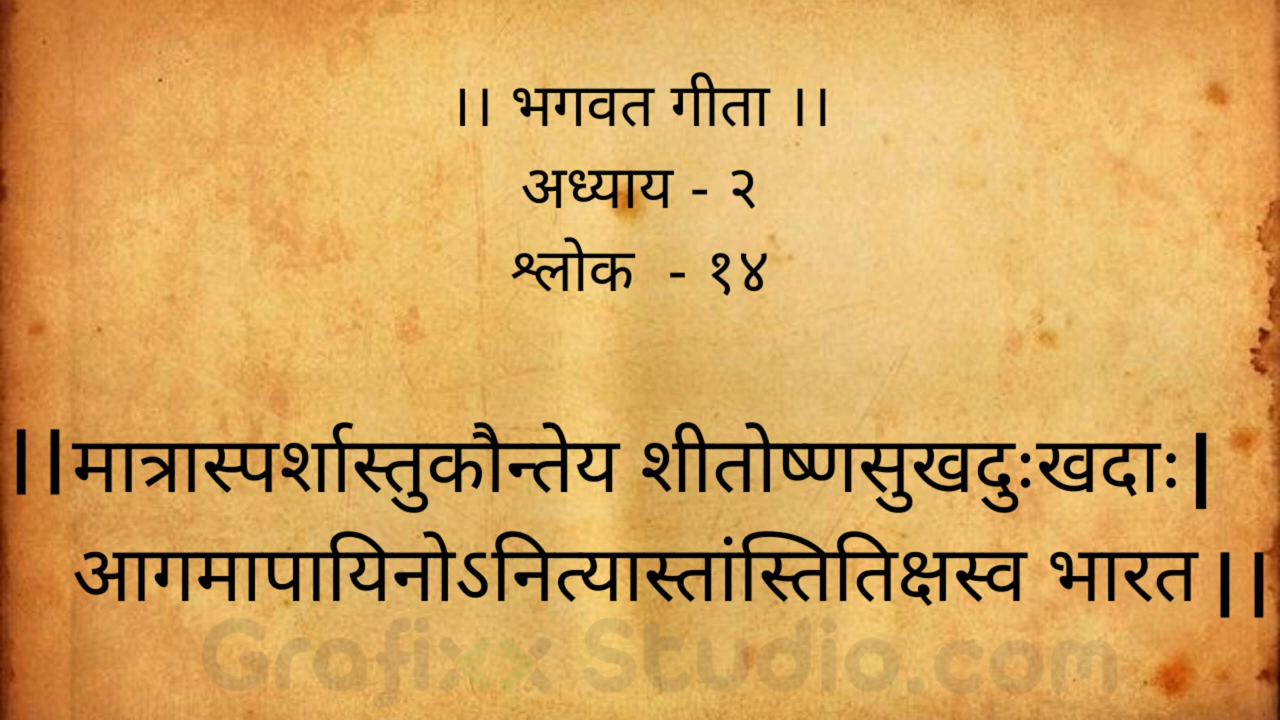 ।। भगवत गीता ।।
अध्याय - २
श्लोक - १४
||मात्रास्पर्शास्तुकौन्तेय शीतोष्णसुखदुःखदाः|
आगमापायिनोऽनित्यास्तांस्तितिक्षस्व भारत||
Grafixx Studio.com